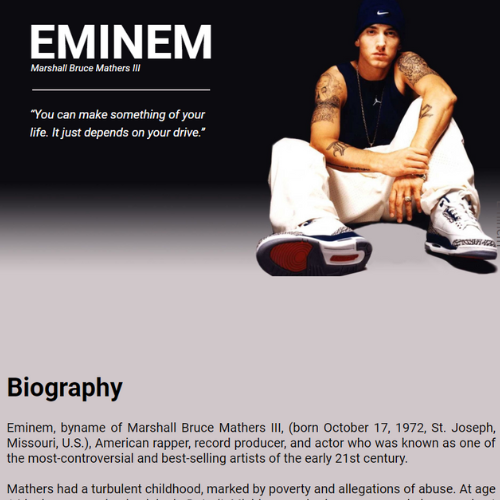 EMINEM
Marshall Bruce Mathers III
“You can make something of your
life. It just depends on your drive.”
Biography
Eminem, byname of Marshall Bruce Mathers III, (born October 17, 1972, St. Joseph,
Missouri, U.S.), American rapper, record producer, and actor who was known as one of
the most-controversial and best-selling artists of the early 21st century.
Mathers had a turbulent childhood, marked by poverty and allegations of abuse. At age